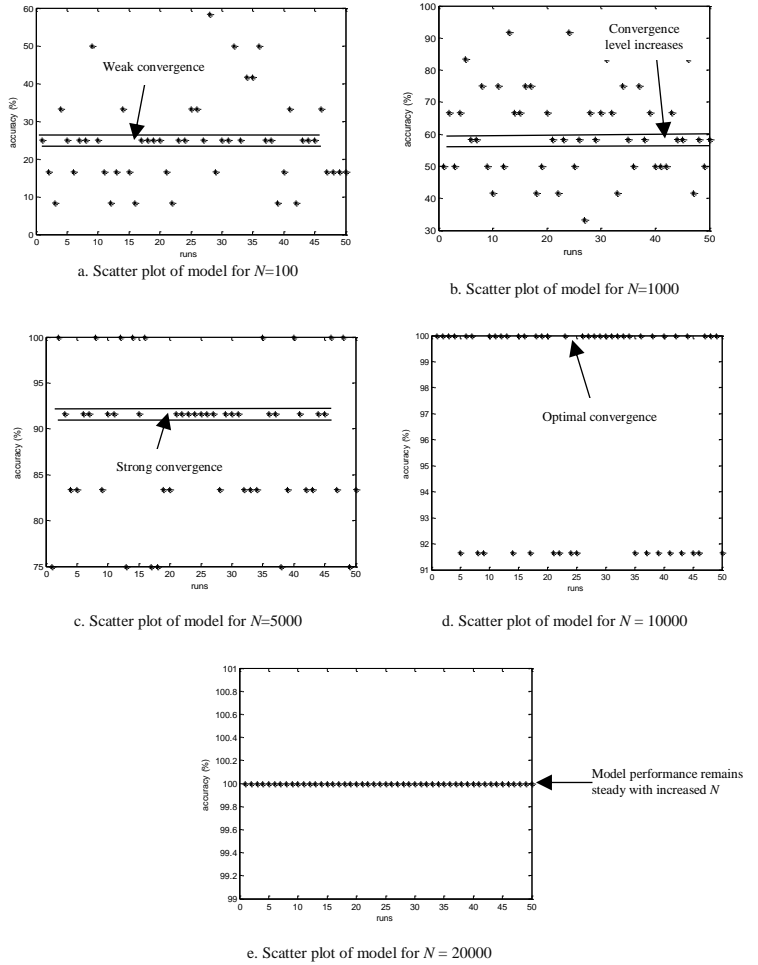 60
50
40
30
20
10
0
accuracy (%)
Weak convergence
0 5 10 15 20 25 30 35 40 45 50
runs
a. Scatter plot of model for N=100
100
90
80
70
60
50
40
30
accuracy (%)
Convergence
level increases
0 10 20 30 40 50
runs
b. Scatter plot of model for N=1000
100
95
90
85
80
75
accuracy (%)
Strong convergence
0 5 10 15 20 25 30 35 40 45 50
runs
c. Scatter plot of model for N=5000
100
99
98
97
96
95
94
93
92
91
accuracy (%)
Optimal convergence
0 5 10 15 20 25 30 35 40 45 50
runs
d. Scatter plot of model for N = 10000
101
100.8
100.6
100.4
100.2
100
99.8
99.6
99.4
99.2
99
accuracy (%)
Model performance remains
steady with increased N
0 5 10 15 20 25 30 35 40 45 50
runs
e. Scatter plot of model for N = 20000